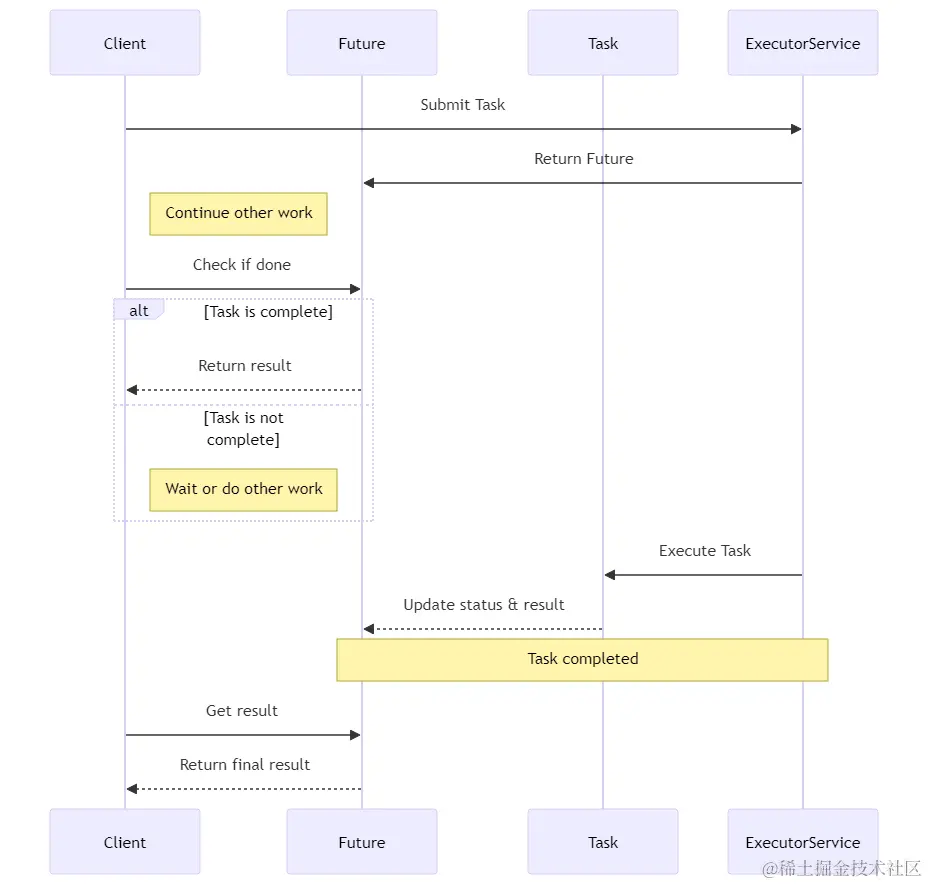 Client
Future
Task
ExecutorService
Submit Task
Return Future
Continue other work
Check if done
alt
[Task is complete]
Return result
[Task is not
complete]
Wait or do other work
Execute Task
Update status & result
Task completed
Get result
Return final result
Client
Future
Task
ExecutorService
@稀土掘金技术社区